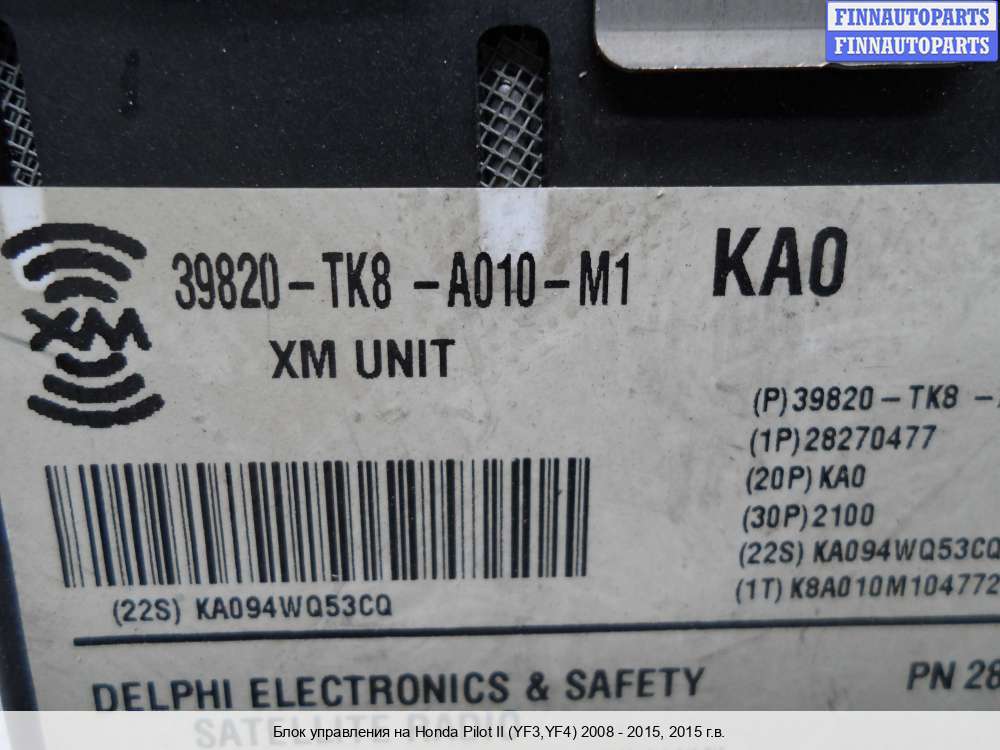 FINNAUTOPARTS
FINNAUTOPARTS
39820-TK8-A010-M1 KA0
XM
XM UNIT
(P)39820-TK8-
(1P)28270477
(20P)KA0
(30P)2100
(22S) KA094WQ53CQ
(1T)K8A010M104772
(22S) KA094WQ53CQ
DELPHI ELECTRONICS & SAFETY PN 28
SATELLITE RADIO
Блок управления на Honda Pilot II (YF3,YF4) 2008 - 2015, 2015 г.в.